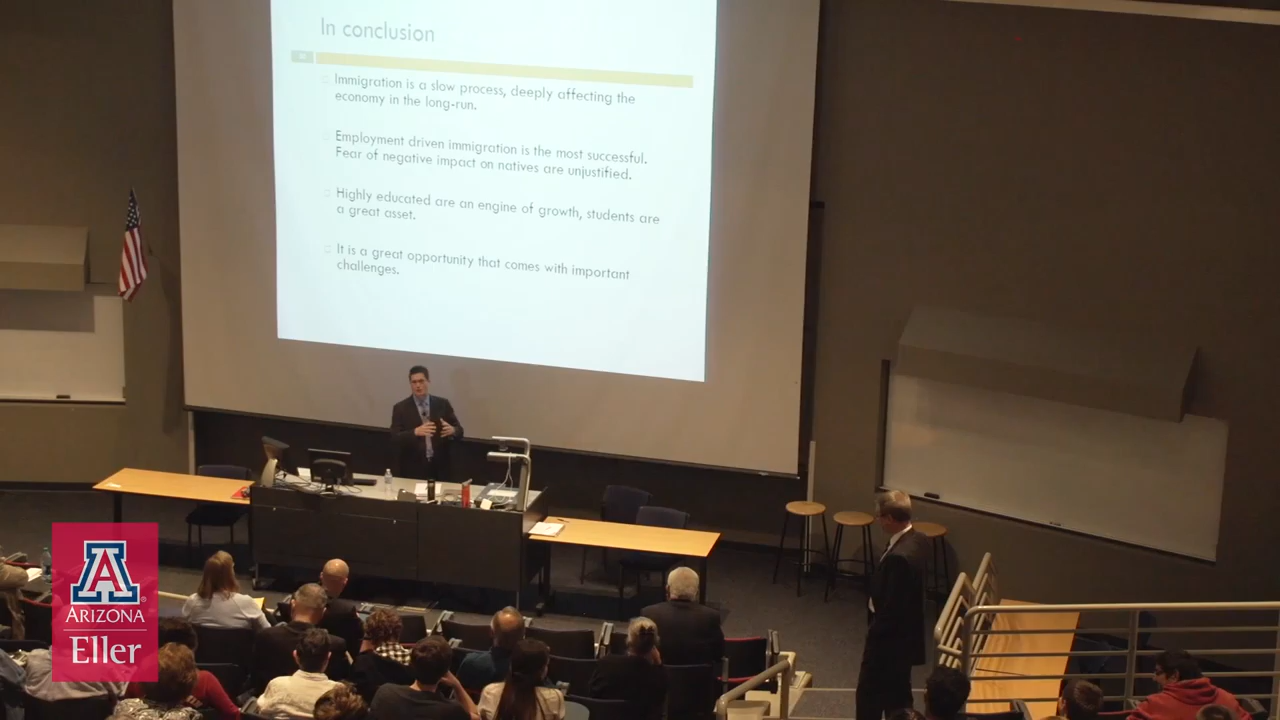 In conclusion
Immigration is a slow process, deeply affecting the
economy in the long-run.
Employment driven immigration is the most successful.
Fear of negative impact on natives are unjustified.
Highly educated are an engine of growth, students are
a great asset.
It is a great opportunity that comes with important
challenges.
A
ARIZONA®
Eller